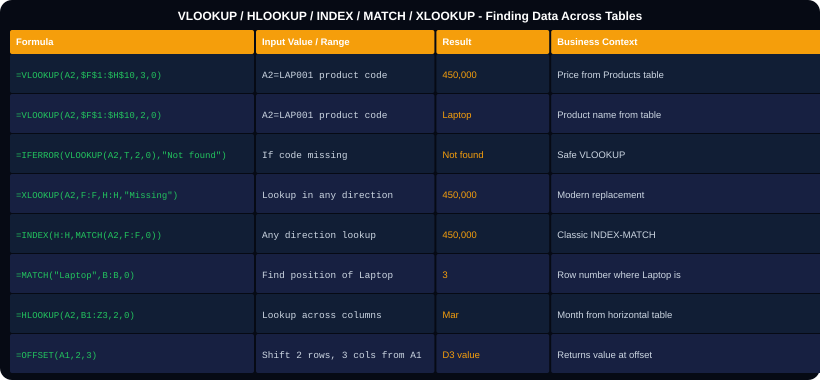 VLOOKUP / HLOOKUP / INDEX / MATCH / XLOOKUP - Finding Data Across Tables
Formula Input Value / Range Result Business Context
=VLOOKUP(A2,$F$1:$H$10,3,0) A2=LAP001 product code 450,000 Price from Products table
=VLOOKUP(A2,$F$1:$H$10,2,0) A2=LAP001 product code Laptop Product name from table
=IFERROR(VLOOKUP(A2,T,2,0),"Not found") If code missing Not found Safe VLOOKUP
=XLOOKUP(A2,F:F,H:H,"Missing") Lookup in any direction 450,000 Modern replacement
=INDEX(H:H,MATCH(A2,F:F,0)) Any direction lookup 450,000 Classic INDEX-MATCH
=MATCH("Laptop",B:B,0) Find position of Laptop 3 Row number where Laptop is
=HLOOKUP(A2,B1:Z3,2,0) Lookup across columns Mar Month from horizontal table
=OFFSET(A1,2,3) Shift 2 rows, 3 cols from A1 D3 value Returns value at offset